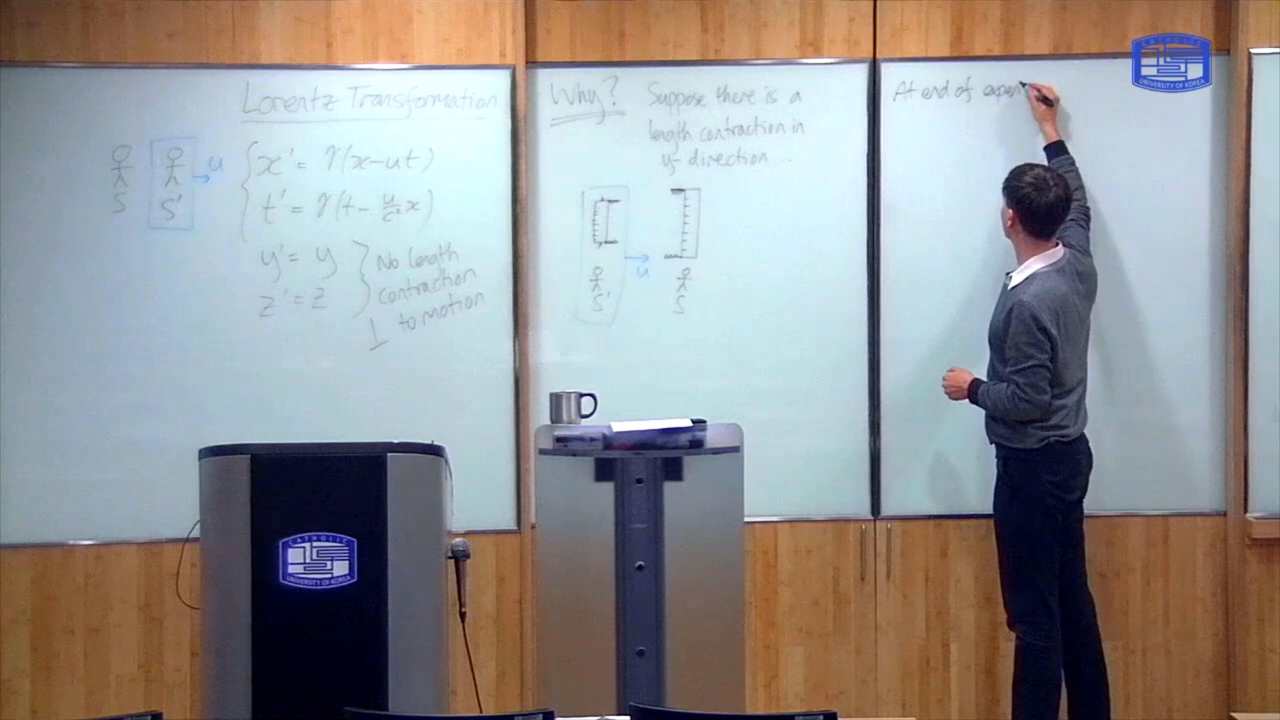 Lorentz Transformation
S
S'
u
x' = γ(x-ut)
t' = γ(t - u/c² x)
y' = y
z' = z
No length
contraction
⊥ to motion
Why?
Suppose there is a
length contraction in
y-direction...
S'
u
S
At end of experi
CATHOLIC
UNIVERSITY OF KOREA
CATHOLIC
UNIVERSITY OF KOREA